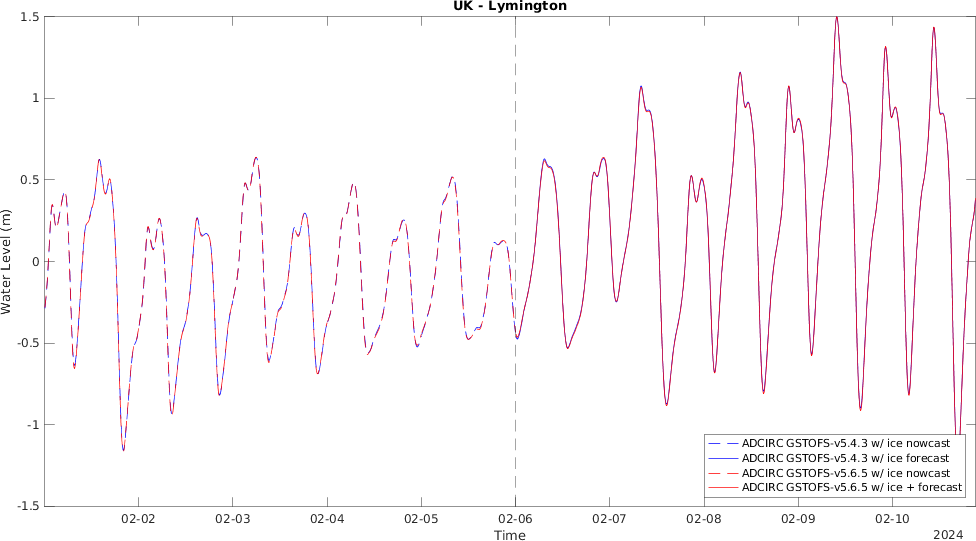 UK - Lymington
1.5
1
0.5
0
-0.5
-1
-1.5
Water Level (m)
02-02
02-03
02-04
02-05
02-06
02-07
02-08
02-09
02-10
Time
2024
ADCIRC GSTOFS-v5.4.3 w/ ice nowcast
ADCIRC GSTOFS-v5.4.3 w/ ice forecast
ADCIRC GSTOFS-v5.6.5 w/ ice nowcast
ADCIRC GSTOFS-v5.6.5 w/ ice + forecast